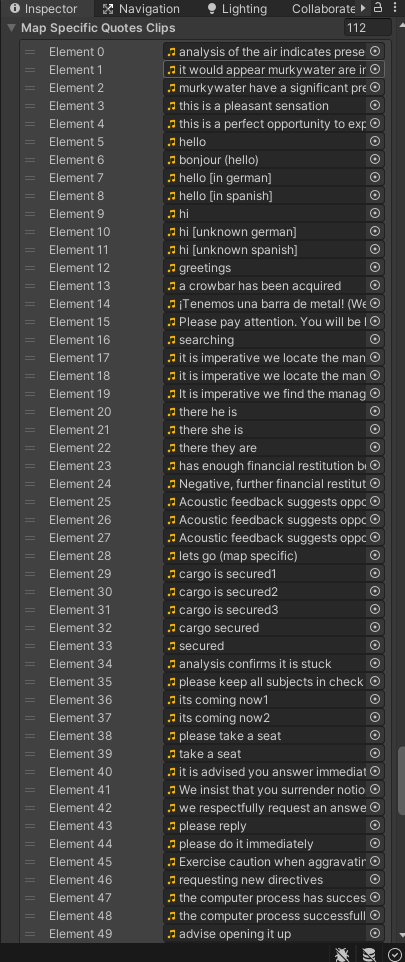 Inspector Navigation Lighting Collaborate
Map Specific Quotes Clips 112
Element 0 analysis of the air indicates prese
Element 1 it would appear murkywater are ir
Element 2 murkywater have a significant pre
Element 3 this is a pleasant sensation
Element 4 this is a perfect opportunity to exp
Element 5 hello
Element 6 bonjour (hello)
Element 7 hello [in german]
Element 8 hello [in spanish]
Element 9 hi
Element 10 hi [unknown german]
Element 11 hi [unknown spanish]
Element 12 greetings
Element 13 a crowbar has been acquired
Element 14 ¡Tenemos una barra de metal! (We
Element 15 Please pay attention. You will be l
Element 16 searching
Element 17 it is imperative we locate the man
Element 18 it is imperative we locate the man
Element 19 It is imperative we find the manag
Element 20 there he is
Element 21 there she is
Element 22 there they are
Element 23 has enough financial restitution be
Element 24 Negative, further financial restitut
Element 25 Acoustic feedback suggests oppo
Element 26 Acoustic feedback suggests oppo
Element 27 Acoustic feedback suggests oppo
Element 28 lets go (map specific)
Element 29 cargo is secured1
Element 30 cargo is secured2
Element 31 cargo is secured3
Element 32 cargo secured
Element 33 secured
Element 34 analysis confirms it is stuck
Element 35 please keep all subjects in check
Element 36 its coming now1
Element 37 its coming now2
Element 38 please take a seat
Element 39 take a seat
Element 40 it is advised you answer immediat
Element 41 We insist that you surrender notio
Element 42 we respectfully request an answe
Element 43 please reply
Element 44 please do it immediately
Element 45 Exercise caution when aggravatin
Element 46 requesting new directives
Element 47 the computer process has succes
Element 48 the computer process successfull
Element 49 advise opening it up